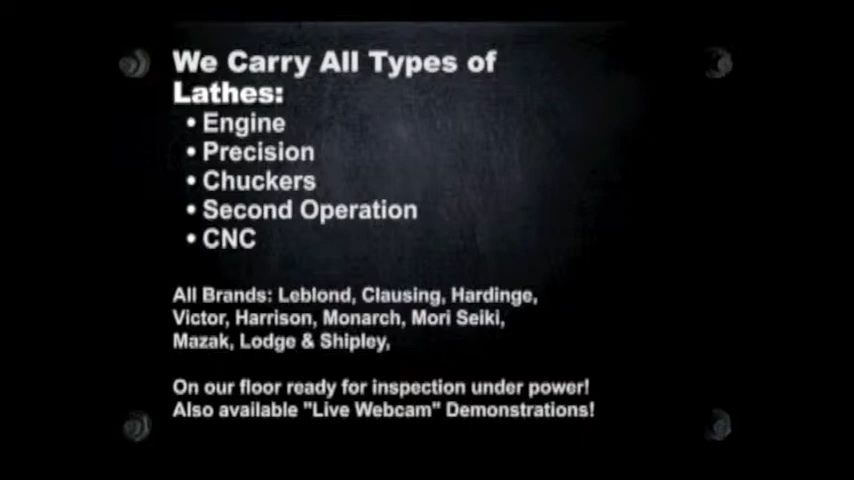 We Carry All Types of
Lathes:
• Engine
• Precision
• Chuckers
• Second Operation
• CNC
All Brands: Leblond, Clausing, Hardinge,
Victor, Harrison, Monarch, Mori Seiki,
Mazak, Lodge & Shipley,
On our floor ready for inspection under power!
Also available "Live Webcam" Demonstrations!